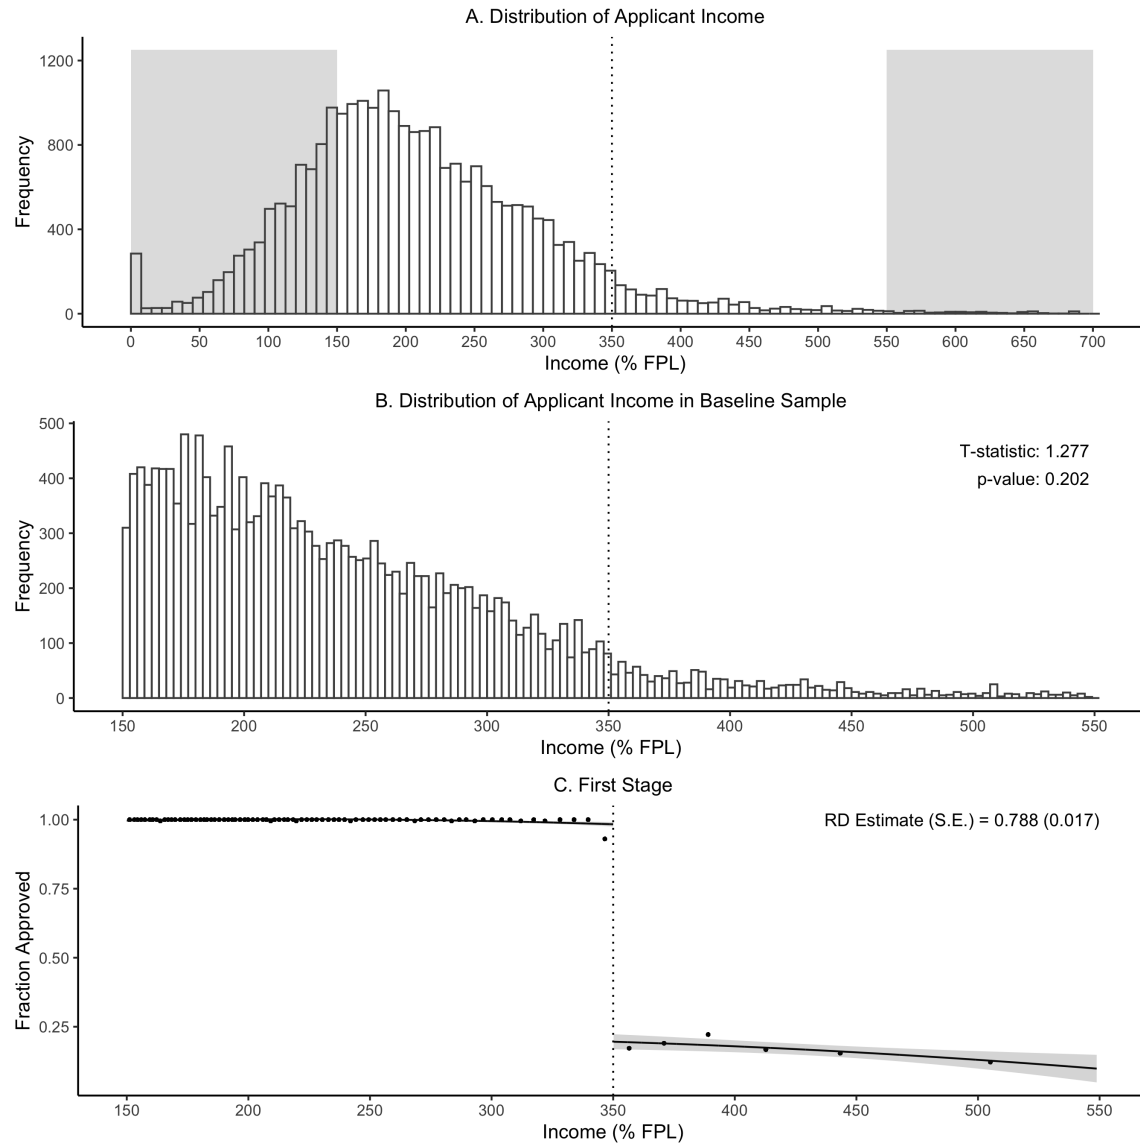 A. Distribution of Applicant Income
1200
800
400
0
Frequency
0 50 100 150 200 250 300 350 400 450 500 550 600 650 700
Income (% FPL)
B. Distribution of Applicant Income in Baseline Sample
500
400
300
200
100
0
Frequency
T-statistic: 1.277
p-value: 0.202
150 200 250 300 350 400 450 500 550
Income (% FPL)
C. First Stage
1.00
0.75
0.50
0.25
Fraction Approved
RD Estimate (S.E.) = 0.788 (0.017)
150 200 250 300 350 400 450 500 550
Income (% FPL)